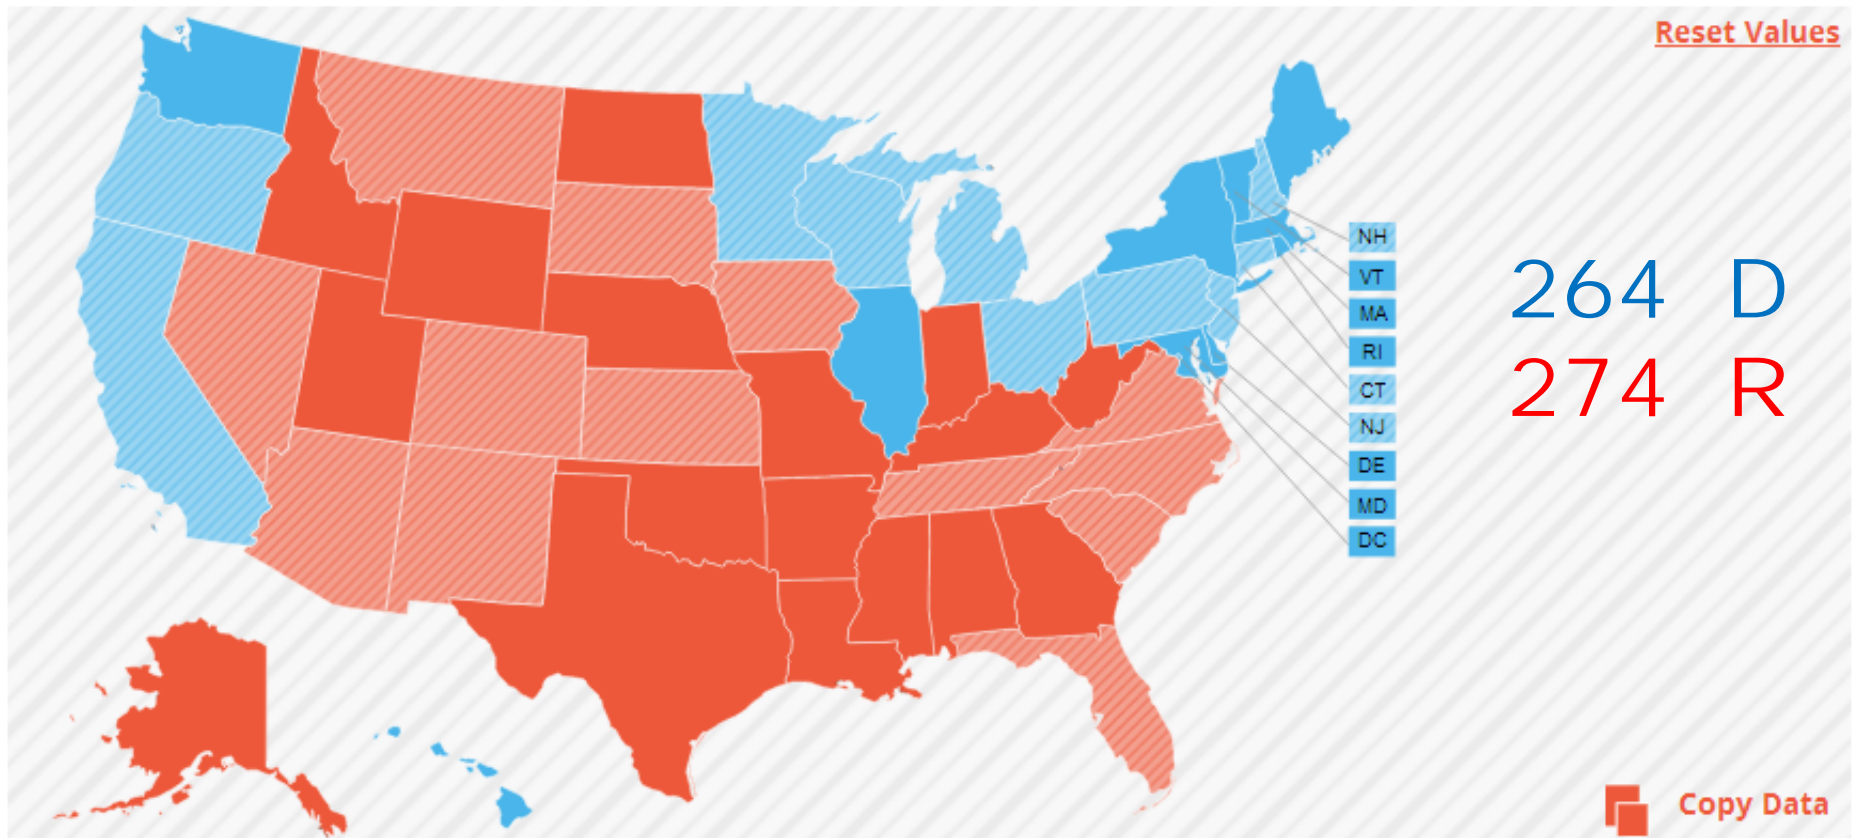 Reset Values
NH
VT
MA
RI
CT
NJ
DE
MD
DC
264 D
274 R
Copy Data